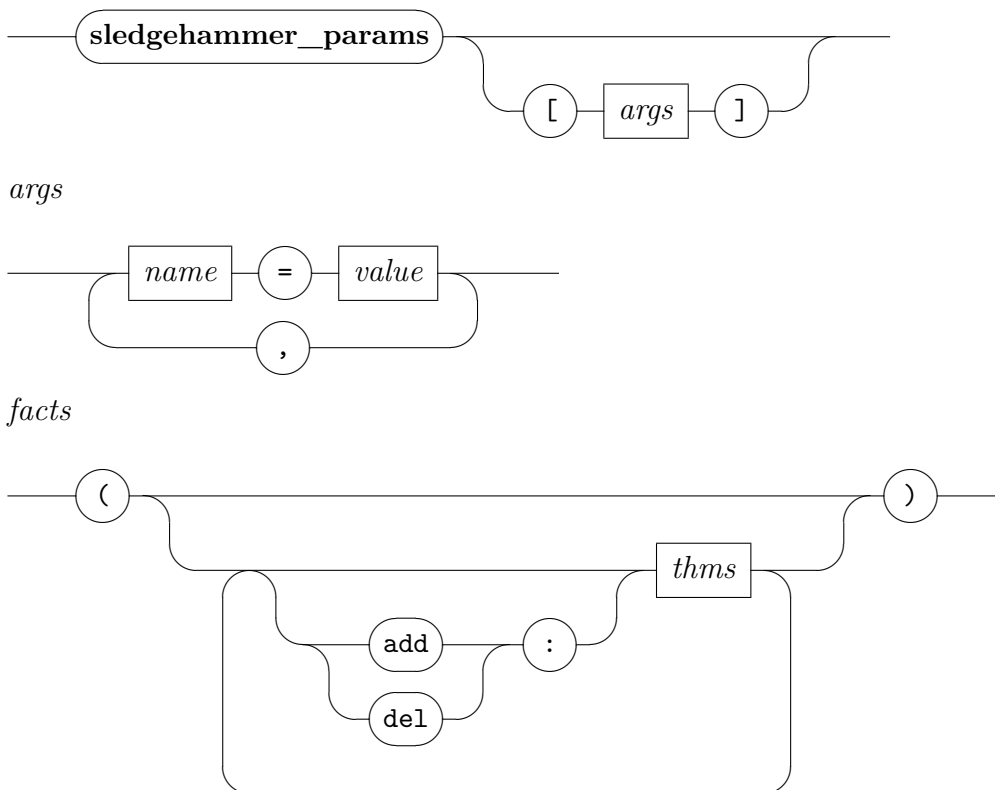 sledgehammer_params
[ args ]
args
name = value
,
facts
( )
thms
add :
del